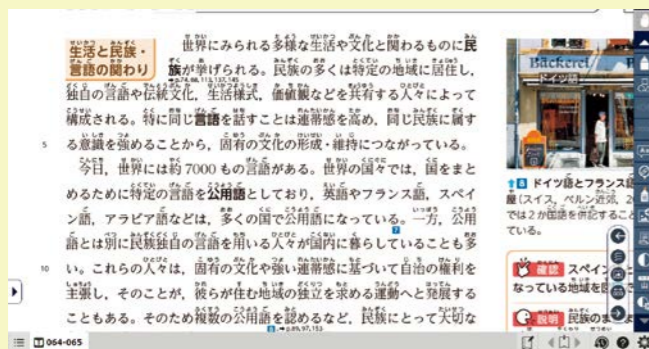 生活と民族・
言語の関わり
世界にみられる多様な生活や文化と関わるものに民
族が挙げられる。民族の多くは特定の地域に居住し,
独自の言語や伝統文化, 生活様式, 価値観などを共有する人々によって
構成される。特に同じ言語を話すことは連帯感を高め, 同じ民族に属す
5 る意識を強めることから, 固有の文化の形成・維持につながっている。
今日, 世界には約7000もの言語がある。世界の国々では, 国をまと
めるために特定の言語を公用語としており, 英語やフランス語, スペイ
ン語, アラビア語などは, 多くの国で公用語になっている。一方, 公用
7
語とは別に民族独自の言語を用いる人々が国内に暮らしていることも多
10 い。これらの人々は, 固有の文化や強い連帯感に基づいて自治の権利を
主張し, そのことが, 彼らが住む地域の独立を求める運動へと発展する
こともある。そのため複数の公用語を認めるなど, 民族にとって大切な
8
Bäckerei
ドイツ語
8 ドイツ語とフランス語
屋(スイス, ベルン近郊, 2
では2か国語を併記すること
ている。
確認 スペイン
なっている地域を図
説明 民族のま
064-065